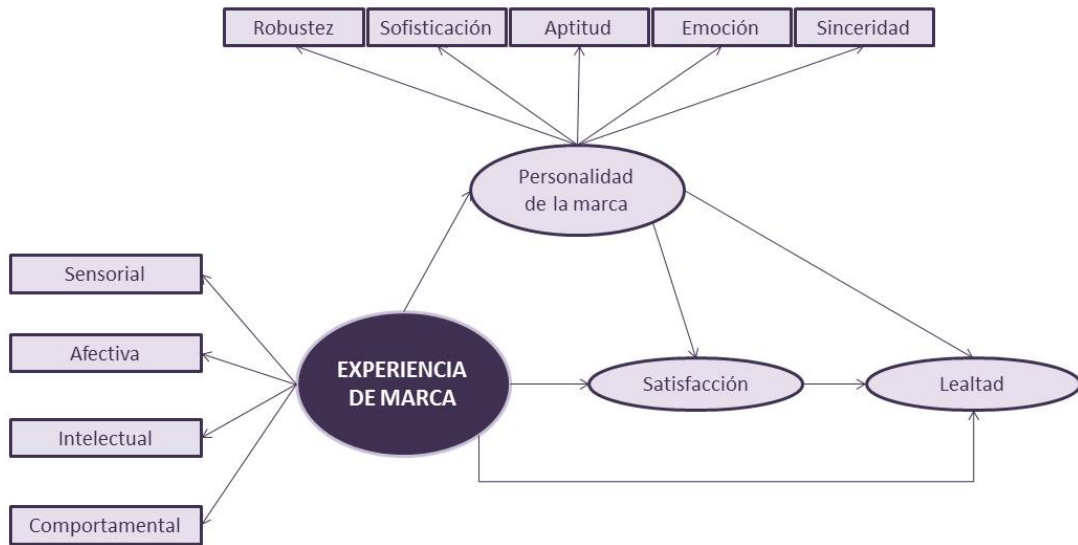 Robustez
Sofisticación
Aptitud
Emoción
Sinceridad
Personalidad
de la marca
Sensorial
Afectiva
Intelectual
Comportamental
EXPERIENCIA
DE MARCA
Satisfacción
Lealtad